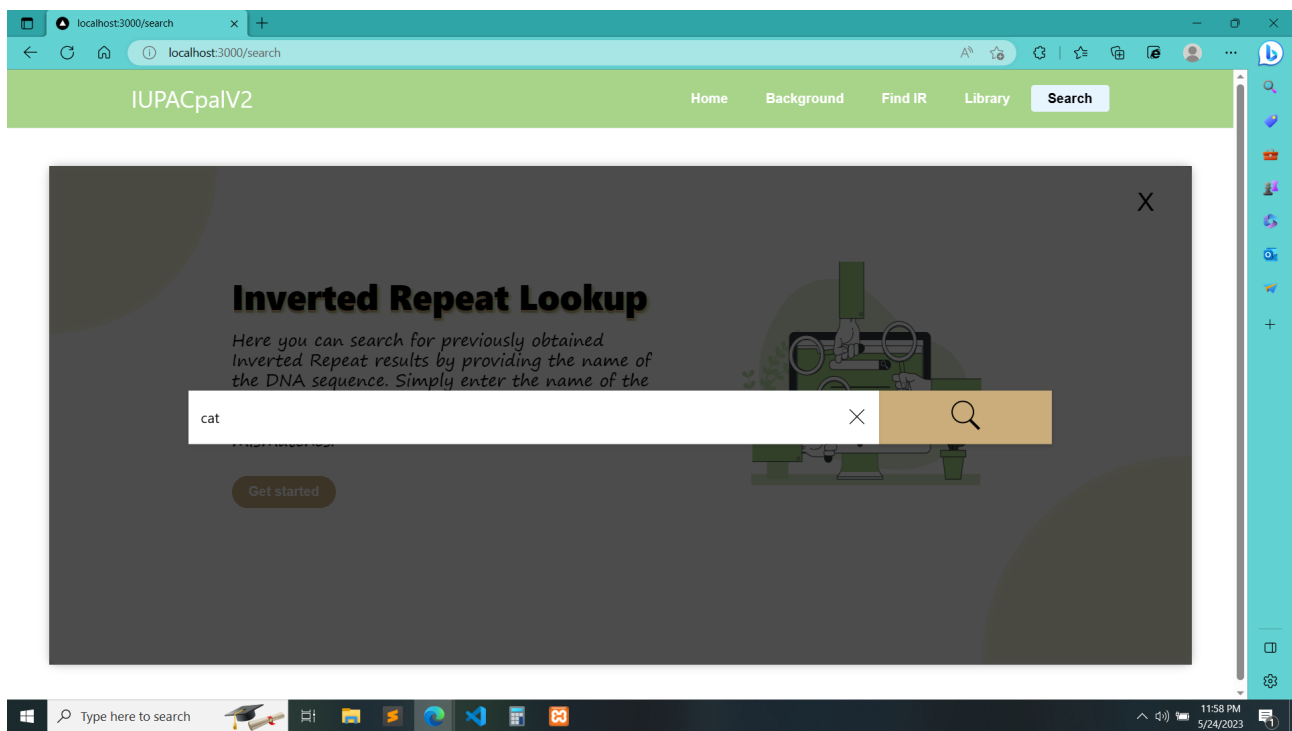 localhost:3000/search
localhost:3000/search
IUPACpalV2
Home Background Find IR Library Search
X
Inverted Repeat Lookup
Here you can search for previously obtained
Inverted Repeat results by providing the name of
the DNA sequence. Simply enter the name of the
cat
Get started
Type here to search
11:58 PM
5/24/2023
1